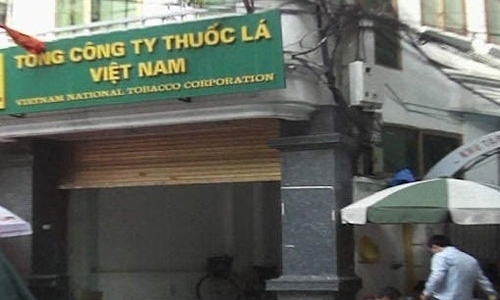 TỔNG CÔNG TY THUỐC LÁ
VIỆT NAM
VIETNAM NATIONAL TOBACCO CORPORATION